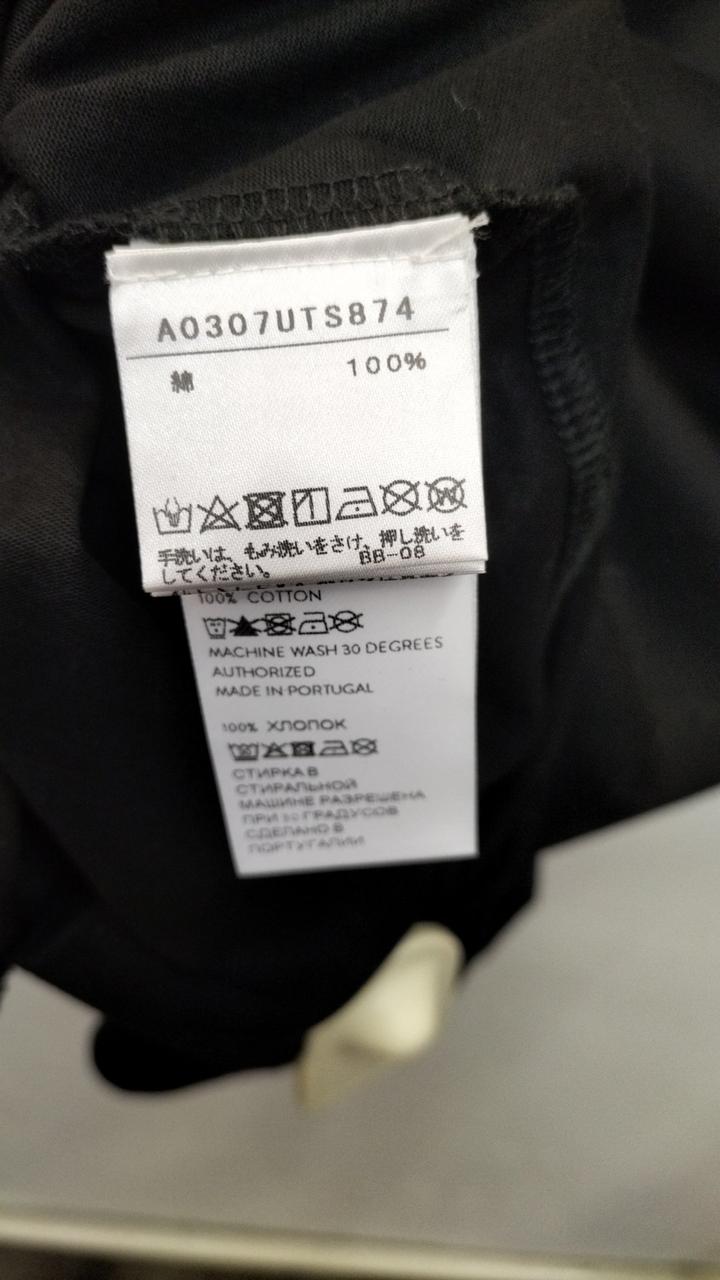 A0307UTS874
綿 100%
手洗いは、もみ洗いをさけ、押し洗いを
してください。 BB-08
100% COTTON
MACHINE WASH 30 DEGREES
AUTHORIZED
MADE IN PORTUGAL
100% ХЛОПОК
СТИРКА В
СТИРАЛЬНОЙ
МАШИНЕ РАЗРЕШЕНА
ПРИ 30 ГРАДУСОВ
СДЕЛАНО В
ПОРТУГАЛИИ